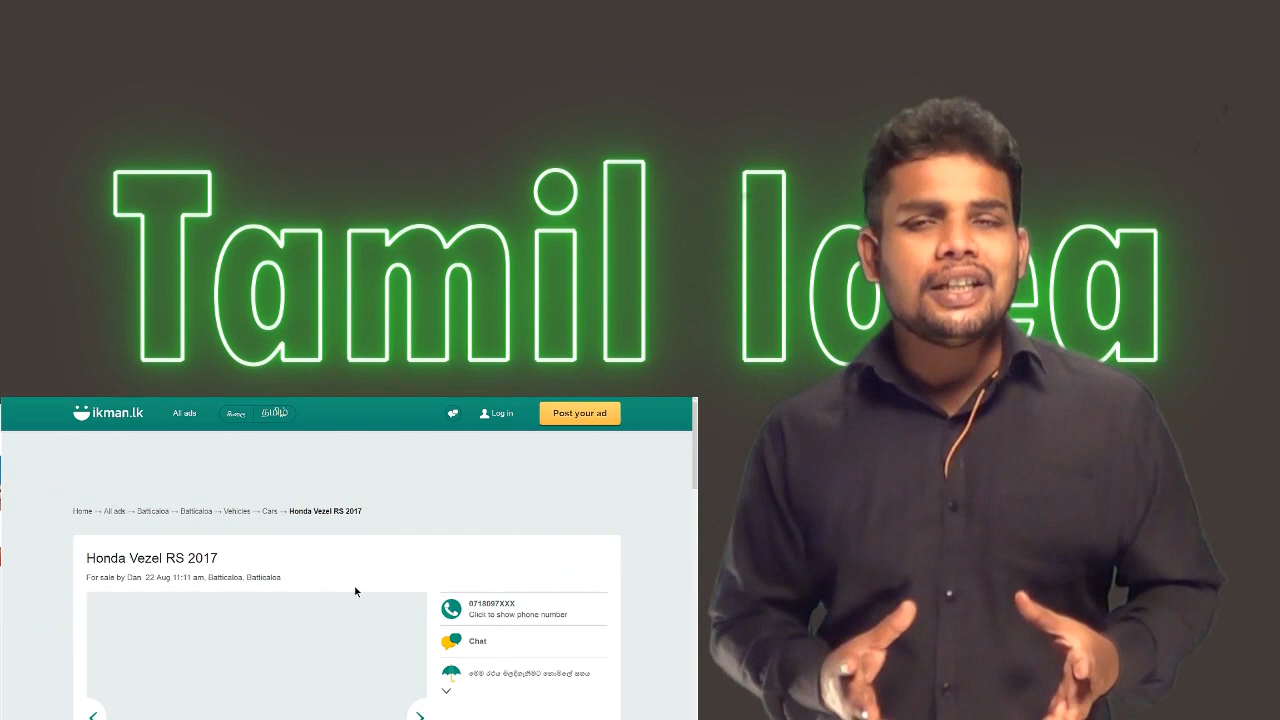 Tamil Idea
ikman.lk All ads සිංහල தமிழ் Log in Post your ad
Home → All ads → Batticaloa → Batticaloa → Vehicles → Cars → Honda Vezel RS 2017
Honda Vezel RS 2017
For sale by Dan 22 Aug 11:11 am, Batticaloa, Batticaloa
0718097XXX
Click to show phone number
Chat